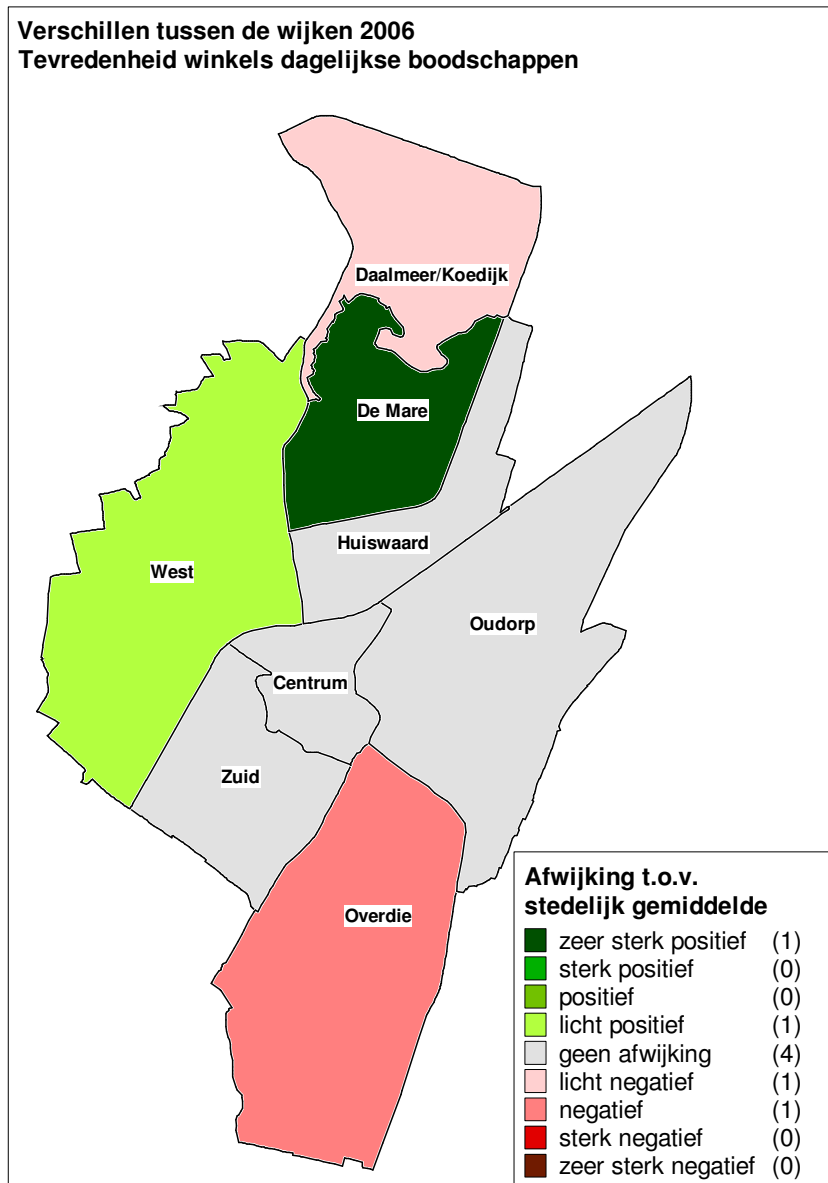 Verschillen tussen de wijken 2006
Tevredenheid winkels dagelijkse boodschappen
Daalmeer/Koedijk
De Mare
Huiswaard
West
Oudorp
Centrum
Zuid
Overdie
Afwijking t.o.v.
stedelijk gemiddelde
zeer sterk positief (1)
sterk positief (0)
positief (0)
licht positief (1)
geen afwijking (4)
licht negatief (1)
negatief (1)
sterk negatief (0)
zeer sterk negatief (0)